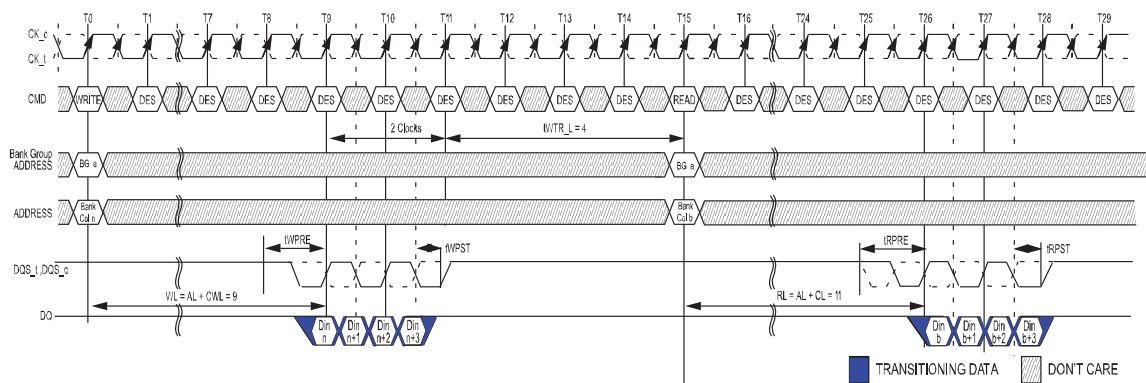 T0 T1 T7 T8 T9 T10 T11 T12 T13 T14 T15 T16 T24 T25 T26 T27 T28 T29
CK_c
CK_t
CMD WRITE DES DES DES DES DES DES DES DES DES READ DES DES DES DES DES DES DES
2 Clocks tWTR_L = 4
Bank Group
ADDRESS BG a BG a
ADDRESS Bank
Col n Bank
Col b
tWPRE tWPST tRPRE tRPST
DQS_t ,DQS_c
WL = AL + CWL = 9 RL = AL + CL = 11
DQ Din
n Din
n+1 Din
n+2 Din
n+3 Din
b Din
b+1 Din
b+2 Din
b+3
TRANSITIONING DATA DON'T CARE